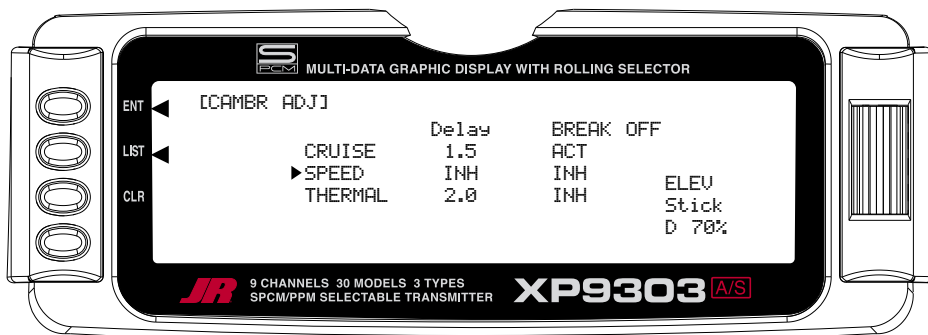 S
PCM
MULTI-DATA GRAPHIC DISPLAY WITH ROLLING SELECTOR
ENT
LIST
CLR
[CAMBR ADJ]
Delay BREAK OFF
CRUISE 1.5 ACT
▶SPEED INH INH
THERMAL 2.0 INH
ELEV
Stick
D 70%
JR
9 CHANNELS 30 MODELS 3 TYPES
SPCM/PPM SELECTABLE TRANSMITTER
XP9303 A/S